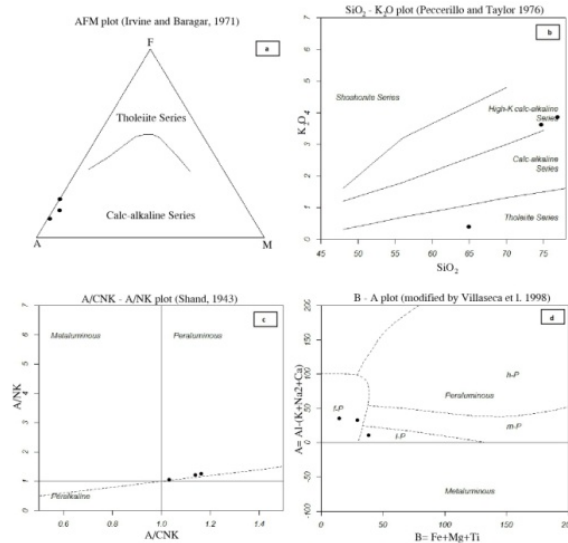 AFM plot (Irvine and Baragar, 1971)
a
F
Tholeiite Series
Calc-alkaline Series
A
M
SiO2 - K2O plot (Peccerillo and Taylor 1976)
b
K2O
7
6
5
4
3
2
1
0
Shoshonite Series
High-K calc-alkaline
Series
Calc-alkaline
Series
Tholeiite Series
45
50
55
60
65
70
75
SiO2
A/CNK - A/NK plot (Shand, 1943)
c
A/NK
7
6
5
4
3
2
1
0
Metaluminous
Peraluminous
Peralkaline
0.6
0.8
1.0
1.2
1.4
A/CNK
B - A plot (modified by Villaseca et l. 1998)
d
A= Al-(K+Na2+Ca)
200
150
100
50
0
-50
-100
h-P
Peraluminous
f-P
m-P
l-P
Metaluminous
0
50
100
150
200
B= Fe+Mg+Ti